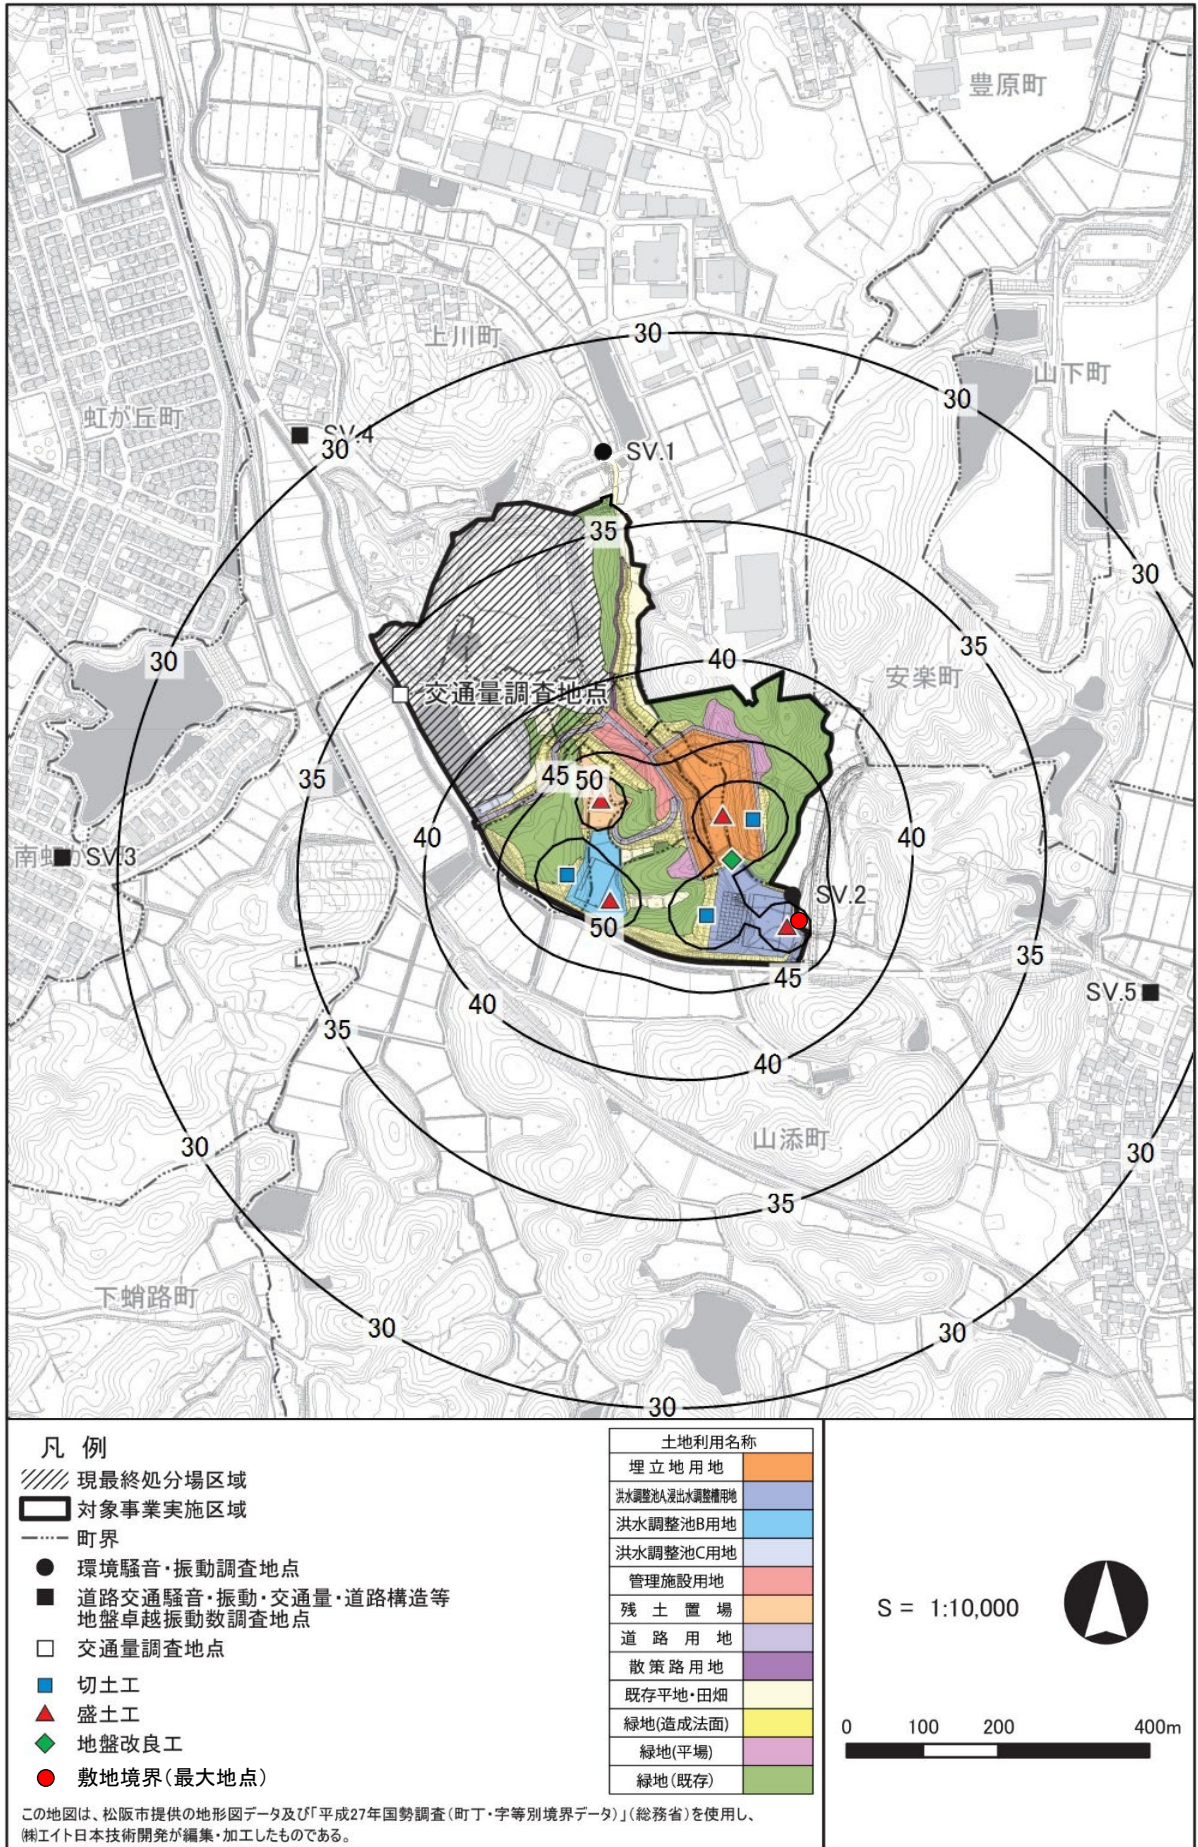 豊原町
上川町
30
30
山下町
虹が丘町
SV.4
30
SV.1
35
30
30
35
40
安楽町
交通量調査地点
35
45
50
40
40
南虹が
SV.3
SV.2
50
35
45
SV.5
40
35
40
山添町
30
30
35
下蛸路町
30
30
30
凡 例
現最終処分場区域
対象事業実施区域
町界
環境騒音・振動調査地点
道路交通騒音・振動・交通量・道路構造等
地盤卓越振動数調査地点
交通量調査地点
切土工
盛土工
地盤改良工
敷地境界(最大地点)
土地利用名称
埋立地用地
洪水調整池A,浸出水調整槽用地
洪水調整池B用地
洪水調整池C用地
管理施設用地
残土置場
道路用地
散策路用地
既存平地・田畑
緑地(造成法面)
緑地(平場)
緑地(既存)
S = 1:10,000
0 100 200 400m
この地図は、松阪市提供の地形図データ及び「平成27年国勢調査(町丁・字等別境界データ)」(総務省)を使用し、
㈱エイト日本技術開発が編集・加工したものである。